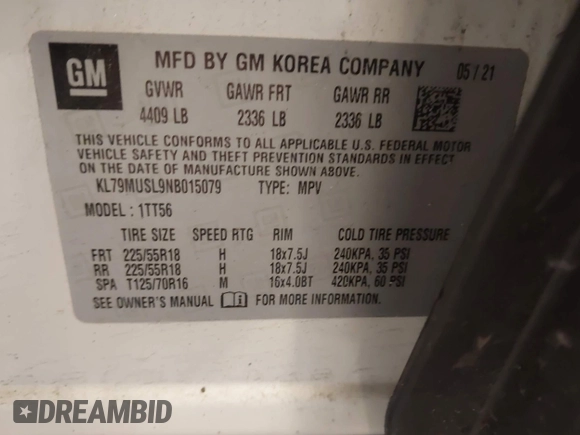 GM
MFD BY GM KOREA COMPANY 05/21
GVWR GAWR FRT GAWR RR
4409 LB 2336 LB 2336 LB
THIS VEHICLE CONFORMS TO ALL APPLICABLE U.S. FEDERAL MOTOR
VEHICLE SAFETY AND THEFT PREVENTION STANDARDS IN EFFECT
ON THE DATE OF MANUFACTURE SHOWN ABOVE.
KL79MUSL9NB015079 TYPE: MPV
MODEL: 1TT56
TIRE SIZE SPEED RTG RIM COLD TIRE PRESSURE
FRT 225/55R18 H 18x7.5J 240KPA, 35 PSI
RR 225/55R18 H 18x7.5J 240KPA, 35 PSI
SPA T125/70R16 M 16x4.0BT 420KPA, 60 PSI
SEE OWNER'S MANUAL FOR MORE INFORMATION.
DREAMBID